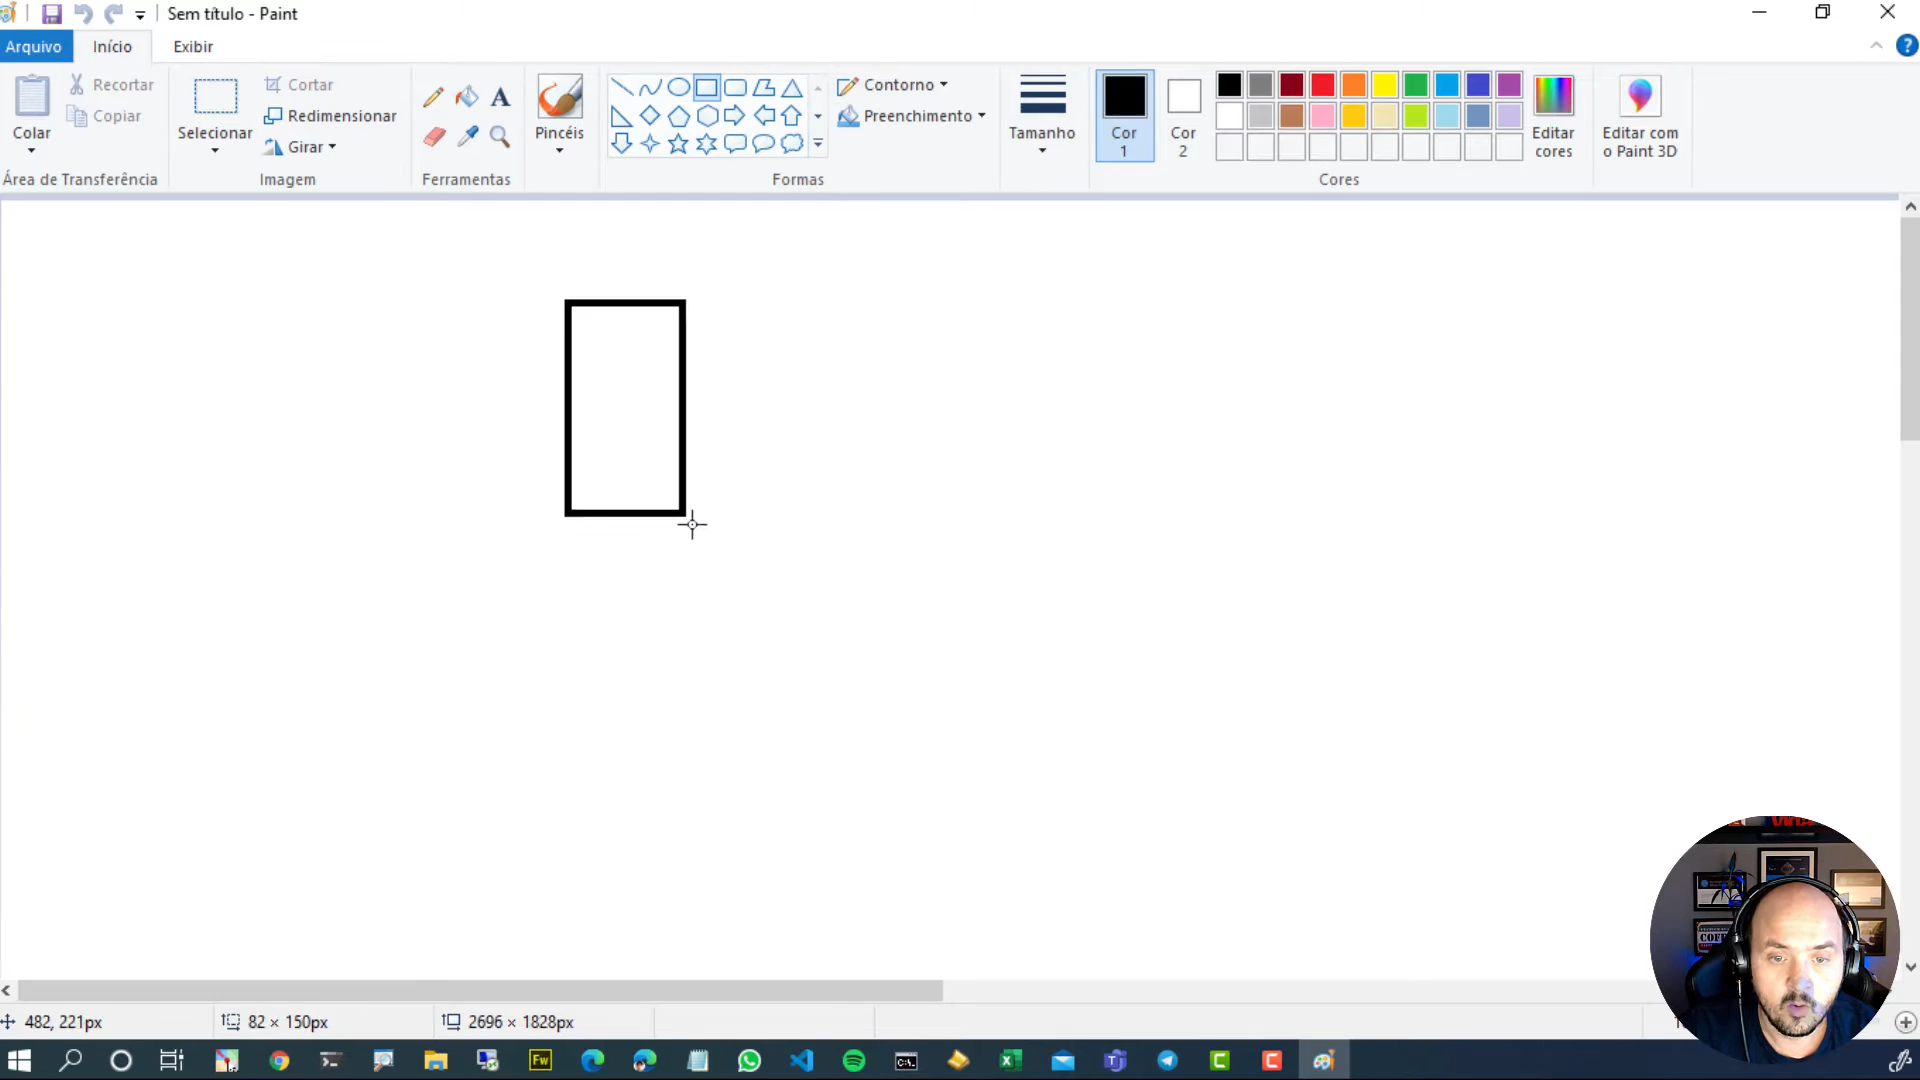 Sem título - Paint
Arquivo Início Exibir
Colar
Recortar
Copiar
Área de Transferência
Selecionar
Cortar
Redimensionar
Girar
Imagem
A
Ferramentas
Pincéis
Contorno
Preenchimento
Formas
Tamanho
Cor
1
Cor
2
Editar
cores
Cores
Editar com
o Paint 3D
482, 221px
82 × 150px
2696 × 1828px
Fw
C:\.